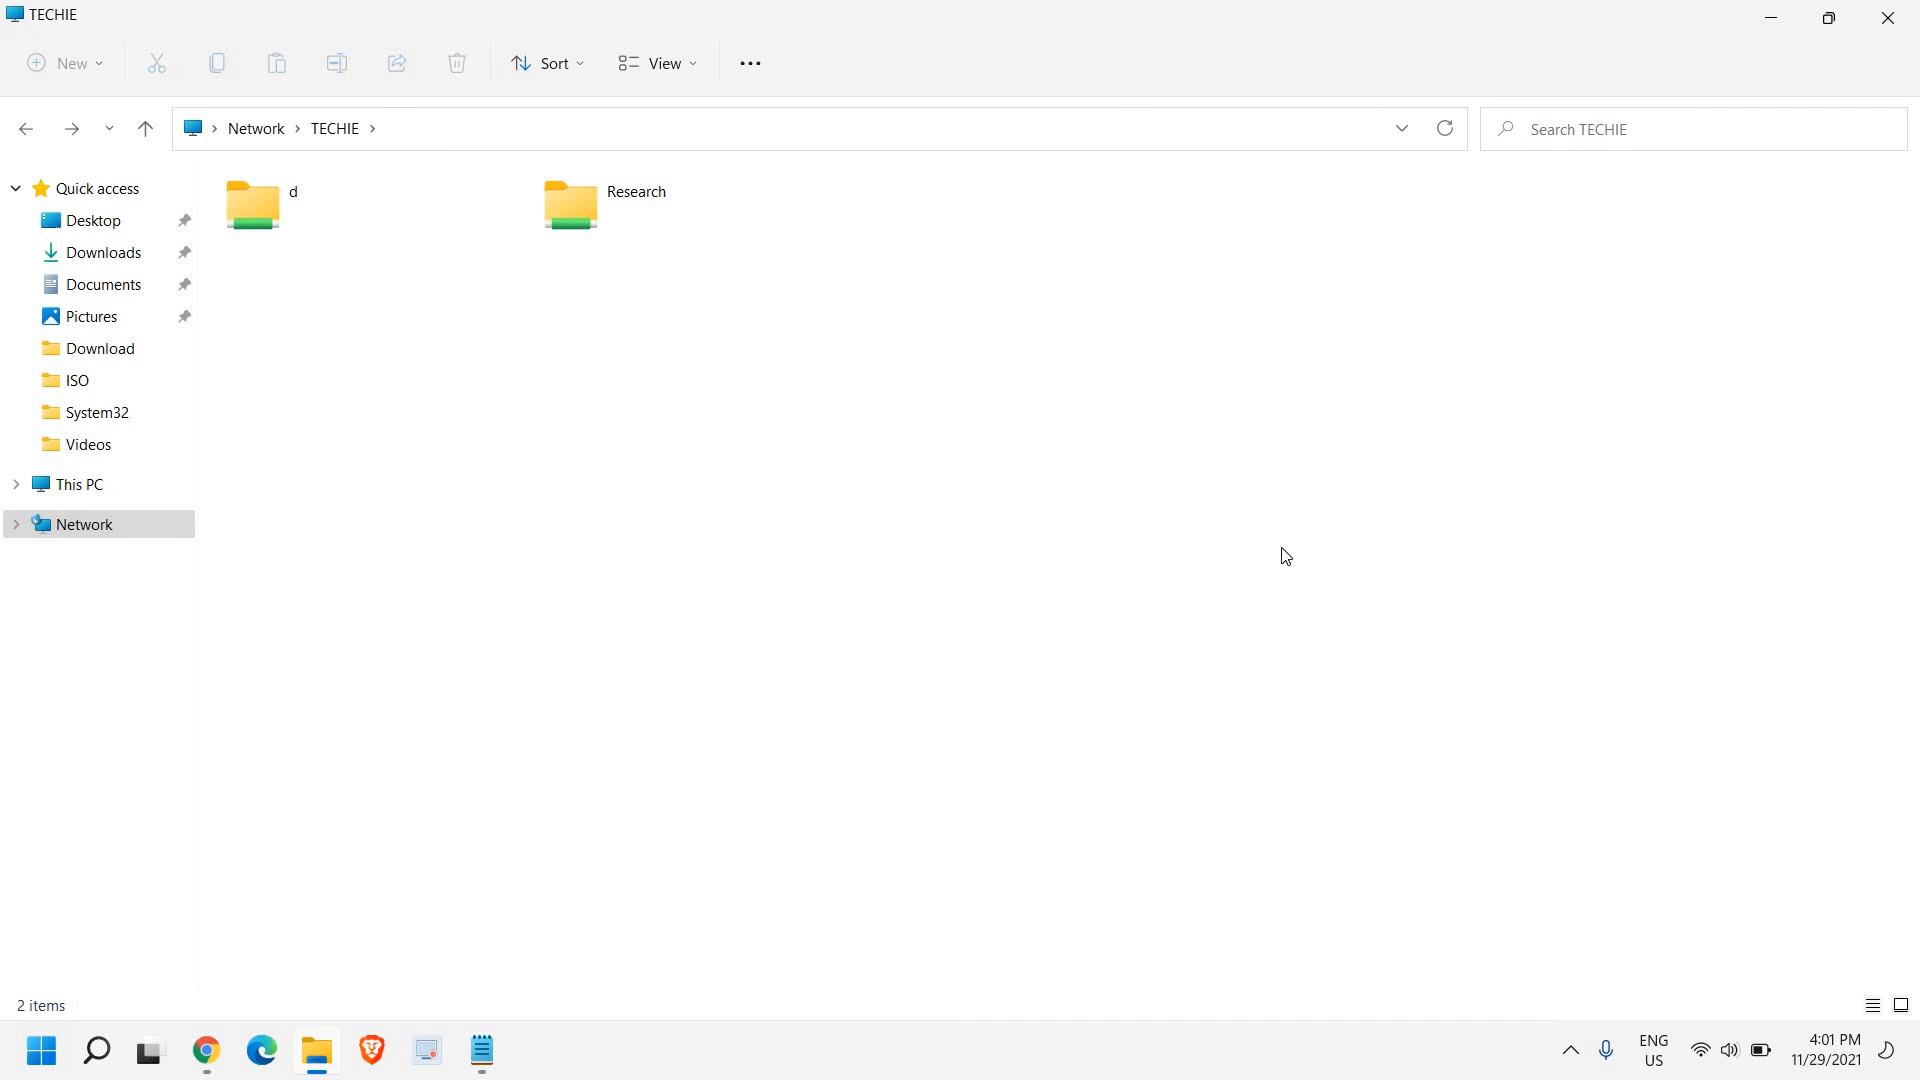 TECHIE
New
Sort
View
Network
TECHIE
Search TECHIE
Quick access
Desktop
Downloads
Documents
Pictures
Download
ISO
System32
Videos
This PC
Network
d
Research
2 items
ENG
US
4:01 PM
11/29/2021